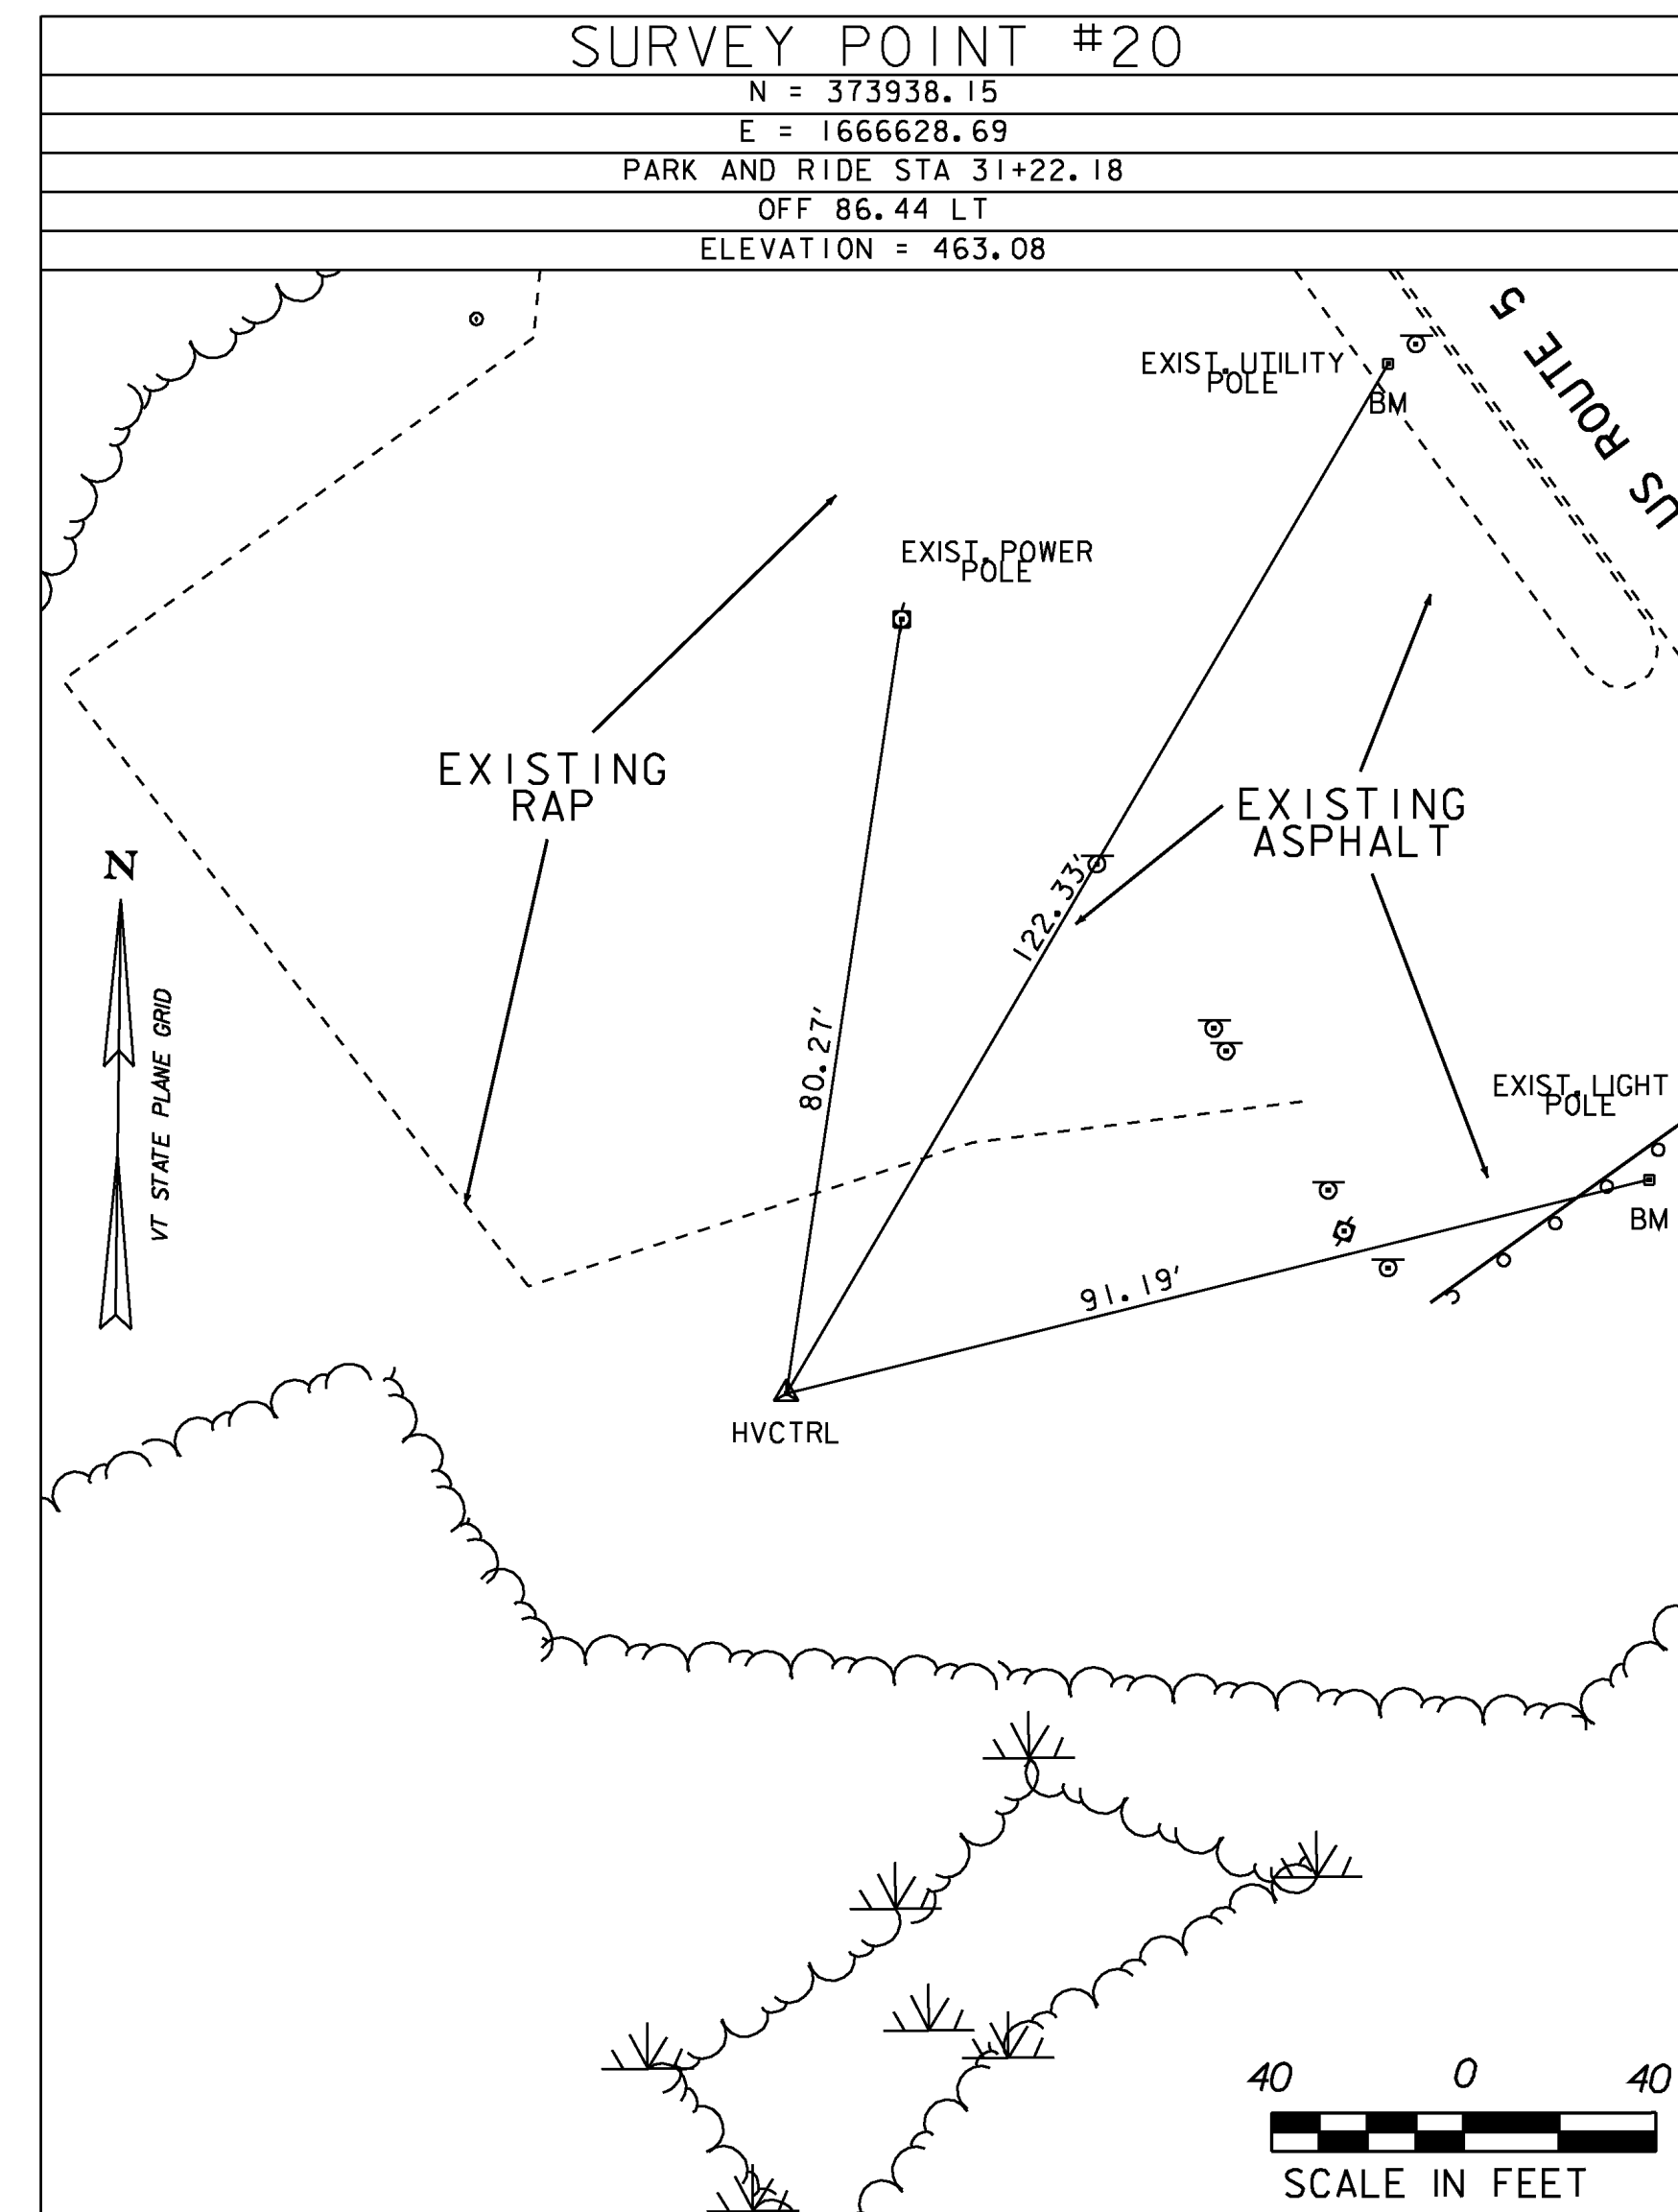 SURVEY POINT #20
N = 373938.15
E = 1666628.69
PARK AND RIDE STA 31+22.18
OFF 86.44 LT
ELEVATION = 463.08
US ROUTE 5
EXIST. UTILITY
POLE
BM
EXIST. POWER
POLE
EXISTING
RAP
EXISTING
ASPHALT
N
VT STATE PLANE GRID
122.33'
80.27'
EXIST. LIGHT
POLE
BM
91.19'
HVCTRL
40 0 40
SCALE IN FEET